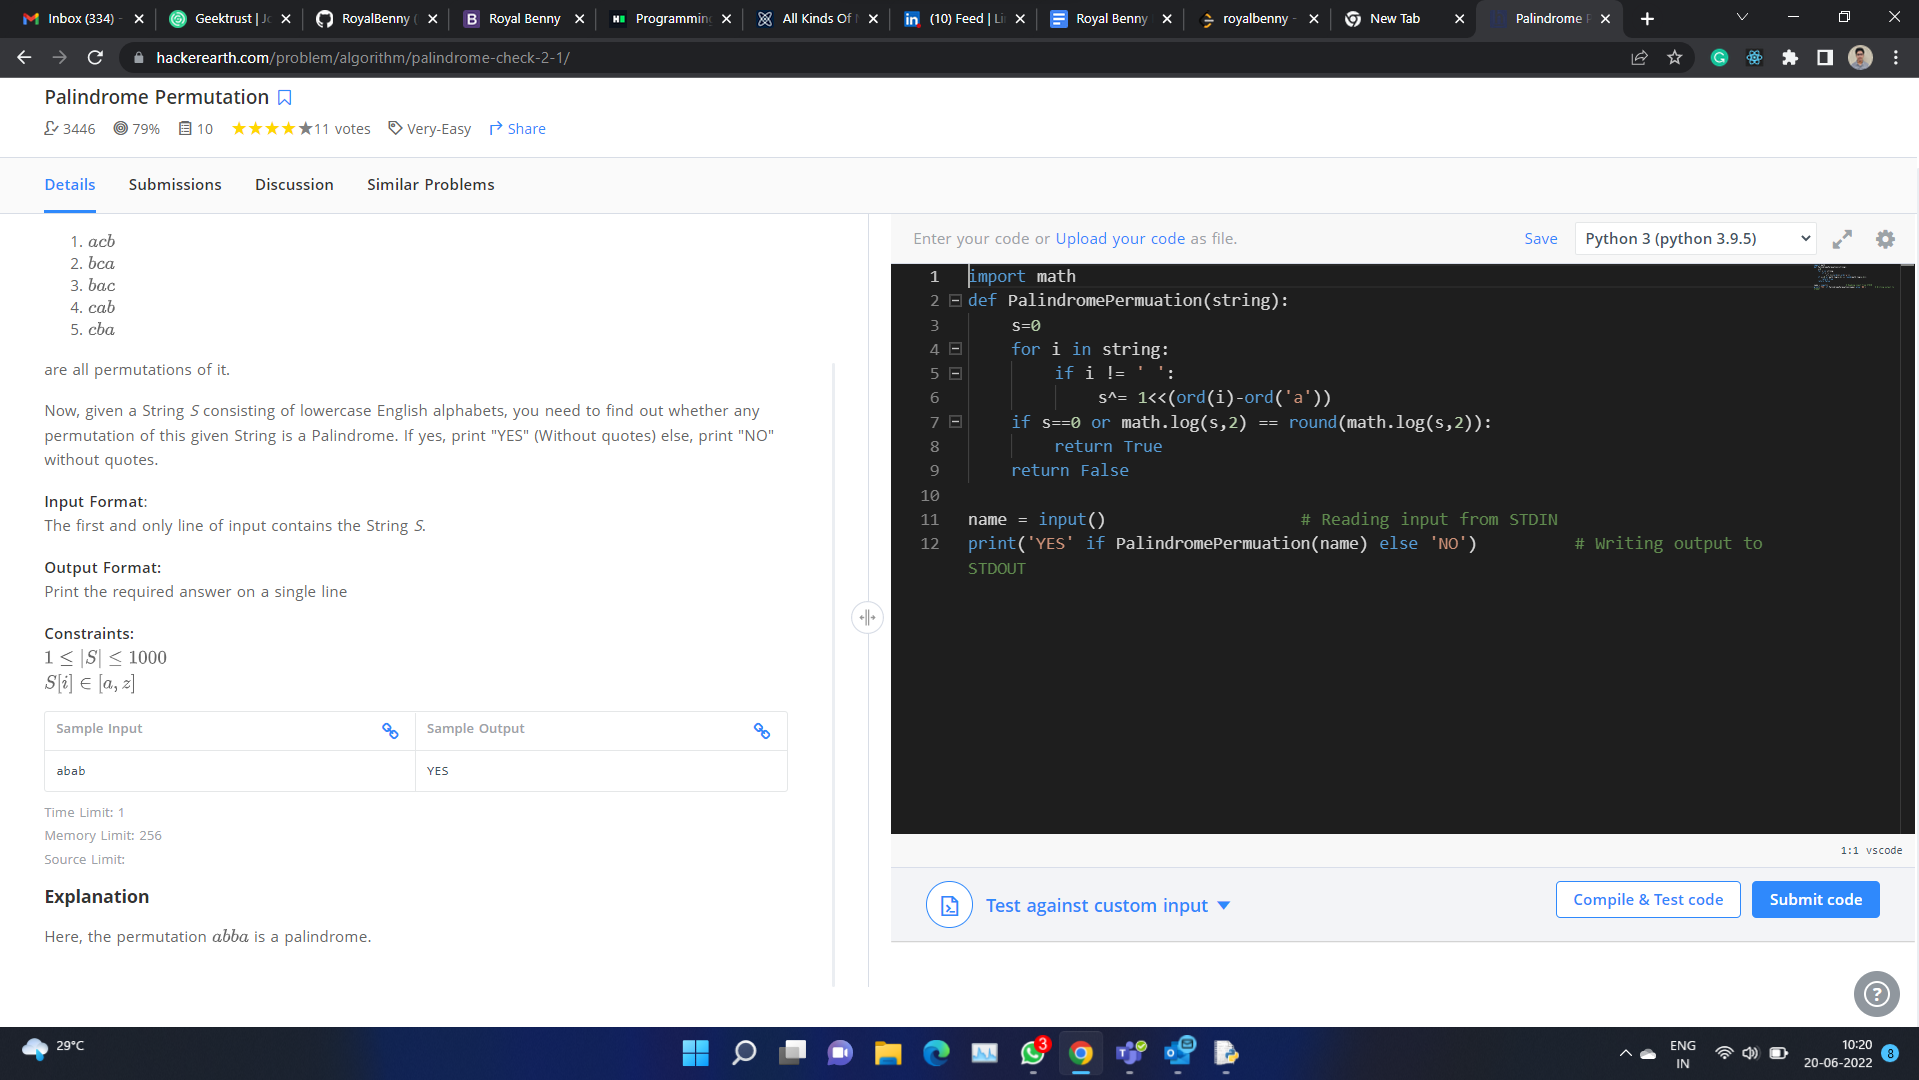 Inbox (334) -
Geektrust | Jo
RoyalBenny (
Royal Benny
Programming
All Kinds Of
(10) Feed | Li
Royal Benny
royalbenny -
New Tab
Palindrome P
hackerearth.com/problem/algorithm/palindrome-check-2-1/
Palindrome Permutation
3446 79% 10 11 votes Very-Easy Share
Details Submissions Discussion Similar Problems
1. acb
2. bca
3. bac
4. cab
5. cba
are all permutations of it.
Now, given a String S consisting of lowercase English alphabets, you need to find out whether any
permutation of this given String is a Palindrome. If yes, print "YES" (Without quotes) else, print "NO"
without quotes.
Input Format:
The first and only line of input contains the String S.
Output Format:
Print the required answer on a single line
Constraints:
1 ≤ |S| ≤ 1000
S[i] ∈ [a, z]
Sample Input Sample Output
abab YES
Time Limit: 1
Memory Limit: 256
Source Limit:
Explanation
Here, the permutation abba is a palindrome.
Enter your code or Upload your code as file. Save Python 3 (python 3.9.5)
1 import math
2 def PalindromePermuation(string):
3 s=0
4 for i in string:
5 if i != ' ':
6 s^= 1<<(ord(i)-ord('a'))
7 if s==0 or math.log(s,2) == round(math.log(s,2)):
8 return True
9 return False
10
11 name = input() # Reading input from STDIN
12 print('YES' if PalindromePermuation(name) else 'NO') # Writing output to
STDOUT
1:1 vscode
Test against custom input Compile & Test code Submit code
?
29°C
3
ENG
IN
10:20
20-06-2022
8